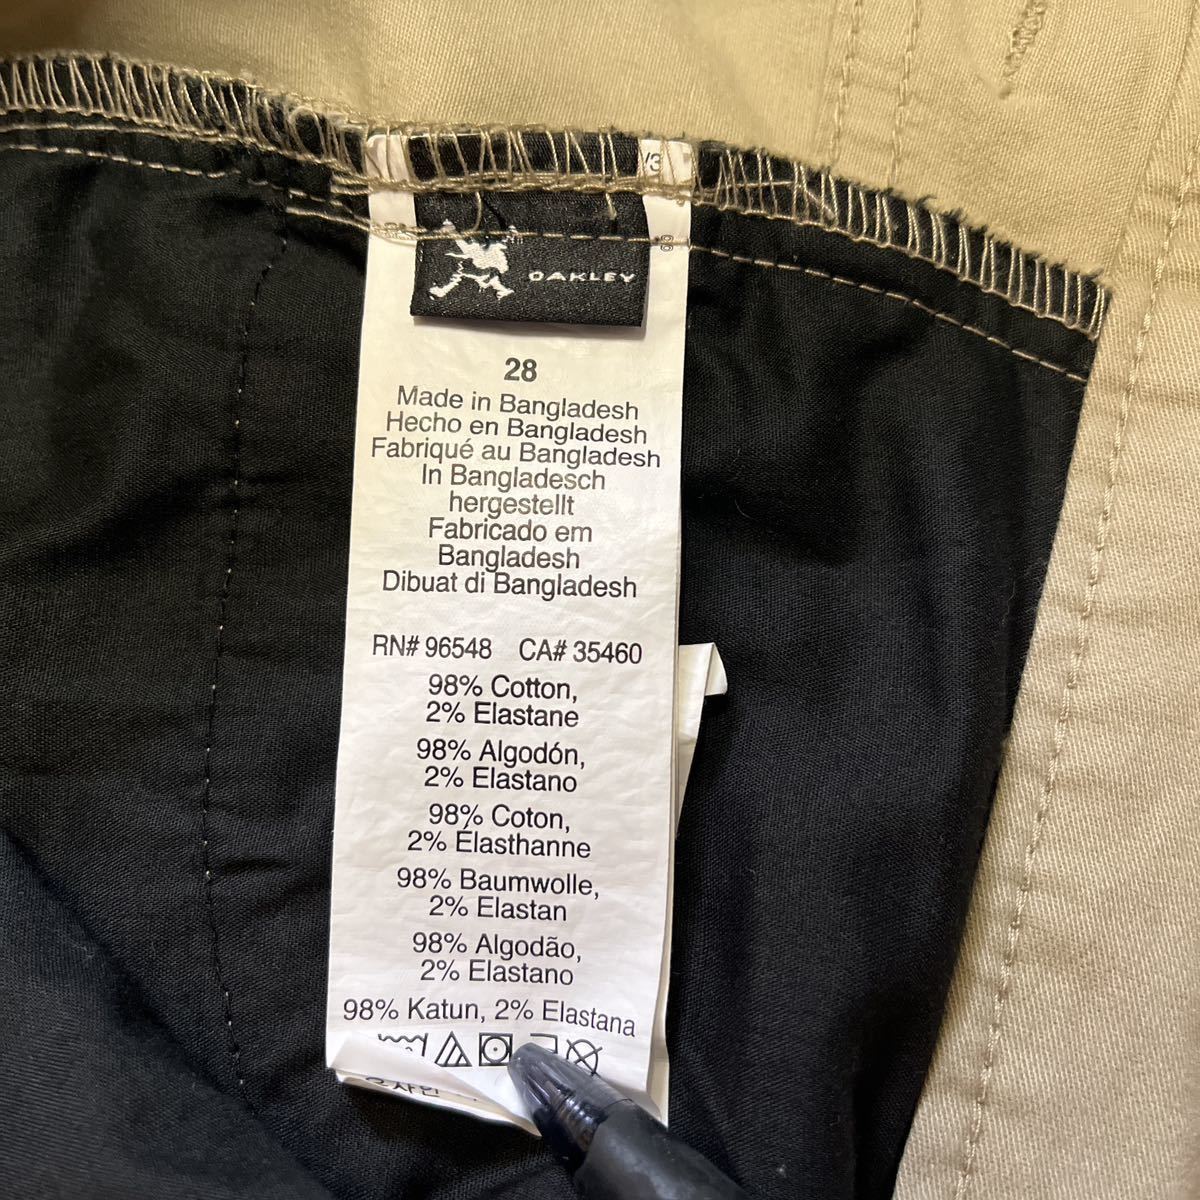 OAKLEY
28
Made in Bangladesh
Hecho en Bangladesh
Fabriqué au Bangladesh
In Bangladesch
hergestellt
Fabricado em
Bangladesh
Dibuat di Bangladesh
RN# 96548 CA# 35460
98% Cotton,
2% Elastane
98% Algodón,
2% Elastano
98% Coton,
2% Élasthanne
98% Baumwolle,
2% Elastan
98% Algodão,
2% Elastano
98% Katun, 2% Elastana